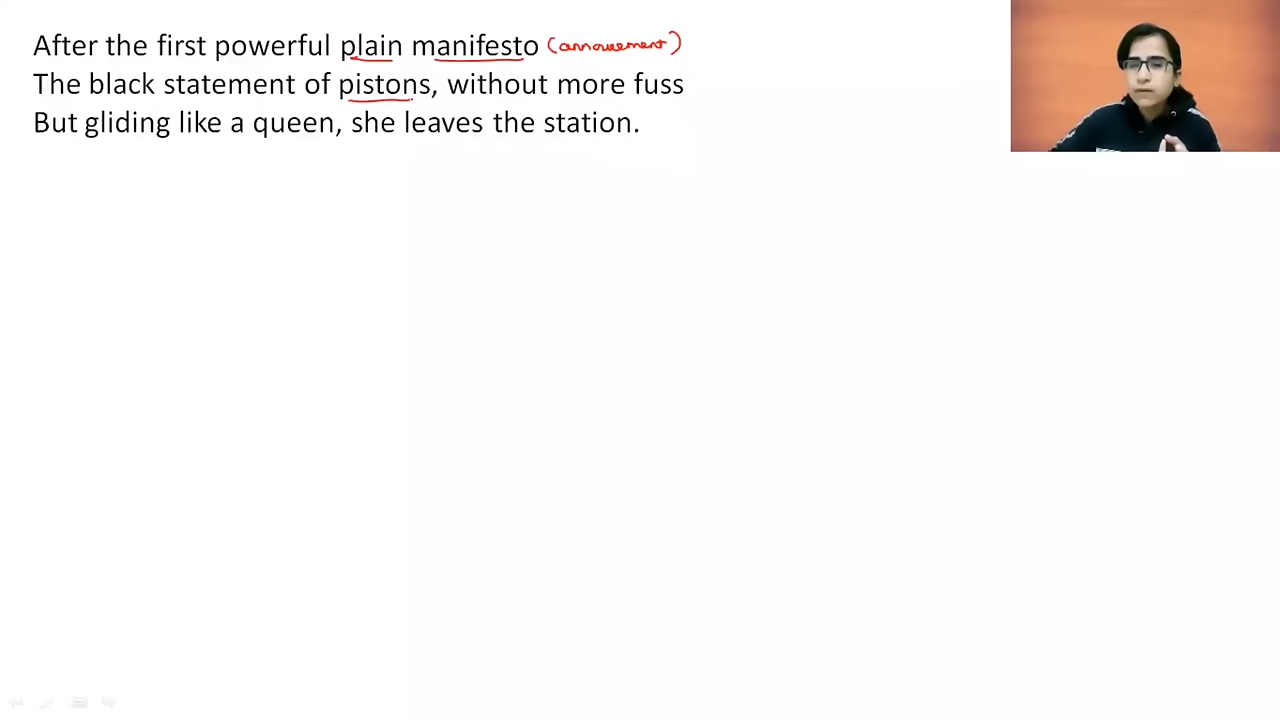 After the first powerful plain manifesto (annouement)
The black statement of pistons, without more fuss
But gliding like a queen, she leaves the station.